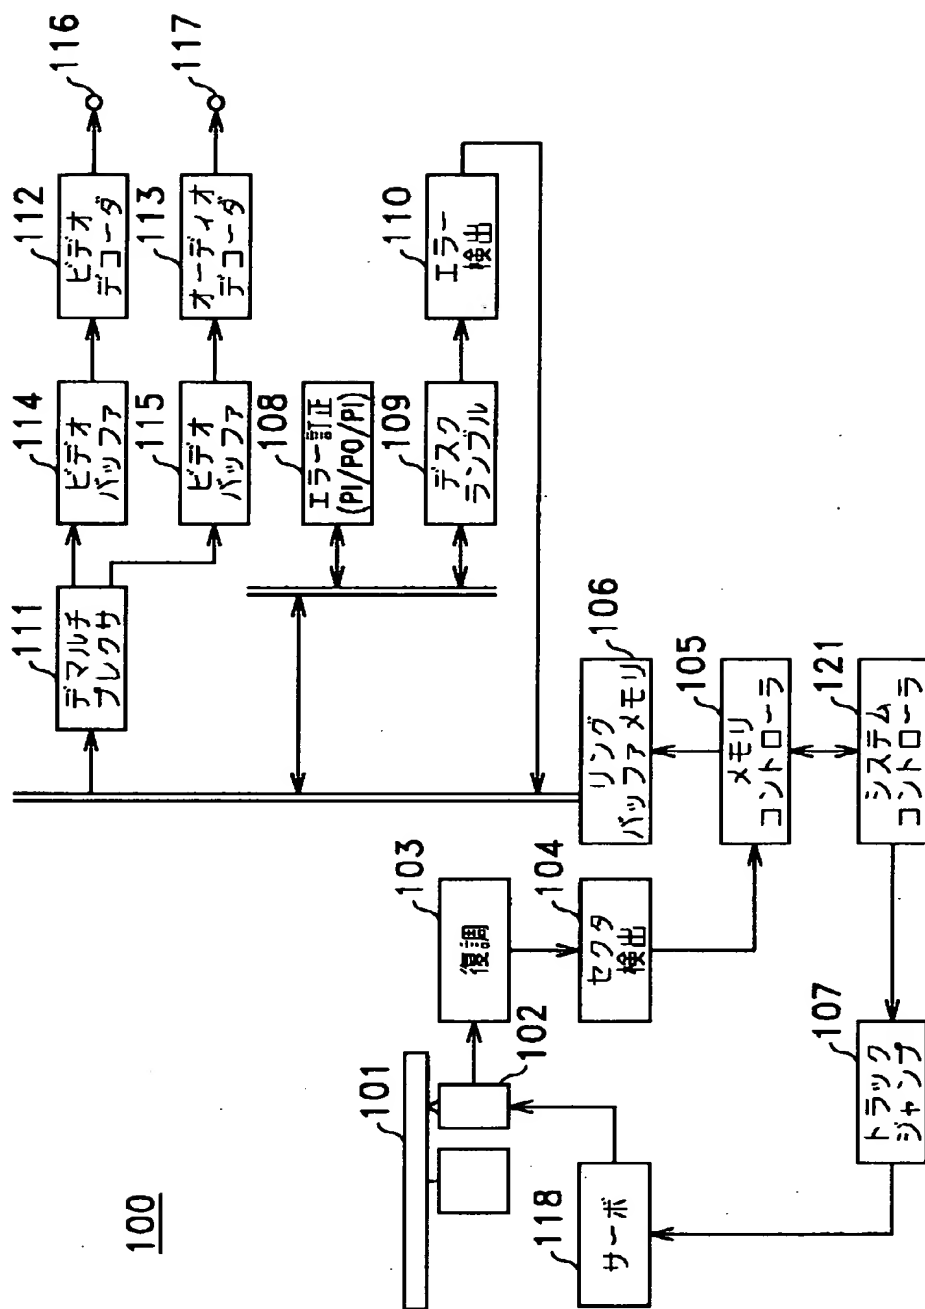 100
101
102
118
サーボ
107
トラック
ジャンプ
103
復調
104
セクタ
検出
106
リング
バッファメモリ
105
メモリ
コントローラ
121
システム
コントローラ
111
デマルチ
プレクサ
114
ビデオ
バッファ
115
ビデオ
バッファ
108
エラー訂正
(PI/PO/PI)
109
デスク
ランブル
112
ビデオ
デコーダ
113
オーディオ
デコーダ
110
エラー
検出
116
117